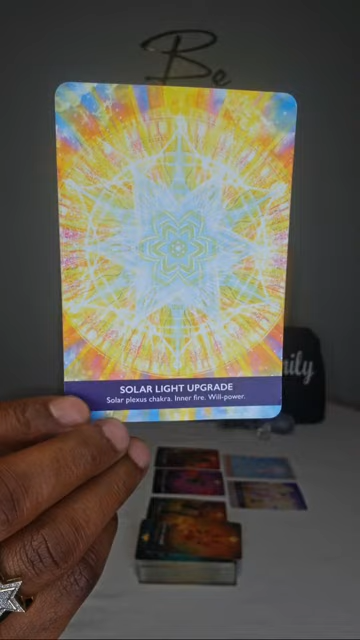 Be
SOLAR LIGHT UPGRADE
Solar plexus chakra. Inner fire. Will-power.